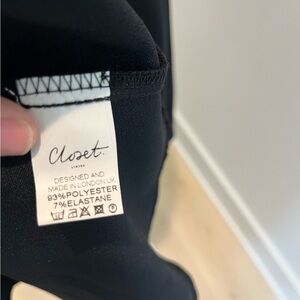 Closet.
LONDON
DESIGNED AND
MADE IN LONDON UK
93%POLYESTER
7%ELASTANE